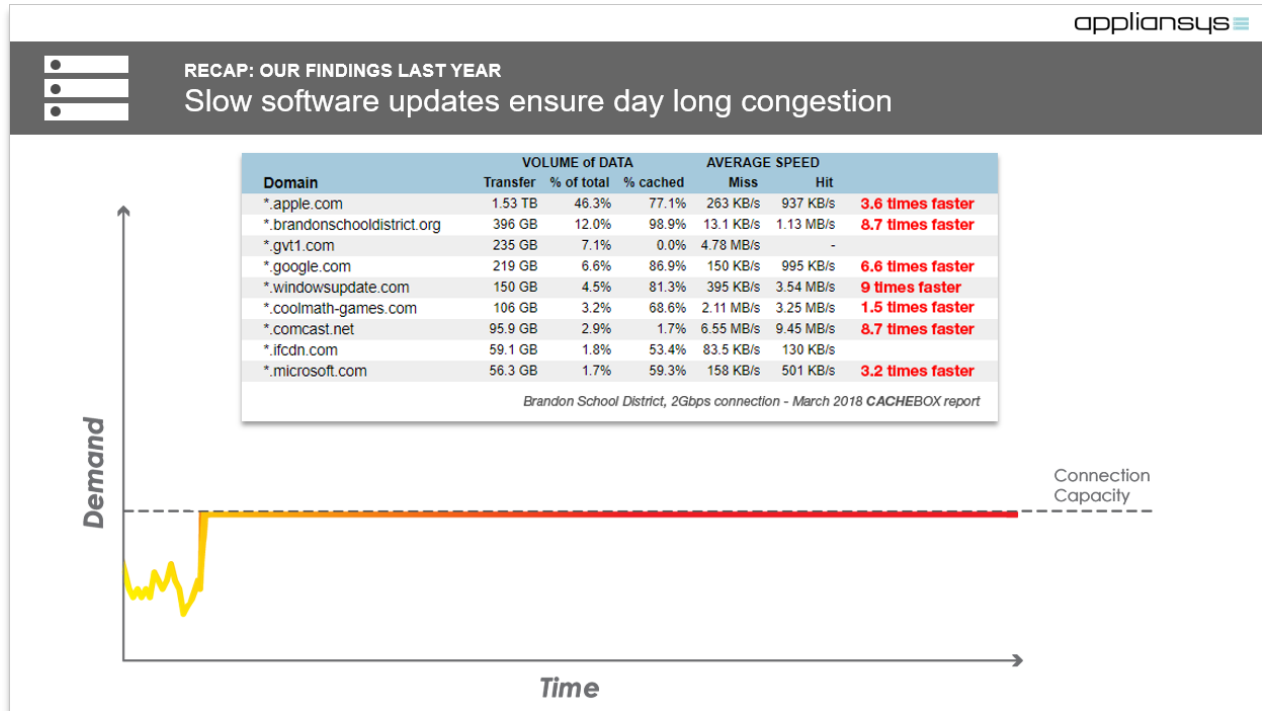 appliansys
RECAP: OUR FINDINGS LAST YEAR
Slow software updates ensure day long congestion
VOLUME of DATA AVERAGE SPEED
Domain Transfer % of total % cached Miss Hit
*.apple.com 1.53 TB 46.3% 77.1% 263 KB/s 937 KB/s 3.6 times faster
*.brandonschooldistrict.org 396 GB 12.0% 98.9% 13.1 KB/s 1.13 MB/s 8.7 times faster
*.gvt1.com 235 GB 7.1% 0.0% 4.78 MB/s -
*.google.com 219 GB 6.6% 86.9% 150 KB/s 995 KB/s 6.6 times faster
*.windowsupdate.com 150 GB 4.5% 81.3% 395 KB/s 3.54 MB/s 9 times faster
*.coolmath-games.com 106 GB 3.2% 68.6% 2.11 MB/s 3.25 MB/s 1.5 times faster
*.comcast.net 95.9 GB 2.9% 1.7% 6.55 MB/s 9.45 MB/s 8.7 times faster
*.ifcdn.com 59.1 GB 1.8% 53.4% 83.5 KB/s 130 KB/s
*.microsoft.com 56.3 GB 1.7% 59.3% 158 KB/s 501 KB/s 3.2 times faster
Brandon School District, 2Gbps connection - March 2018 CACHEBOX report
Demand
Connection
Capacity
Time